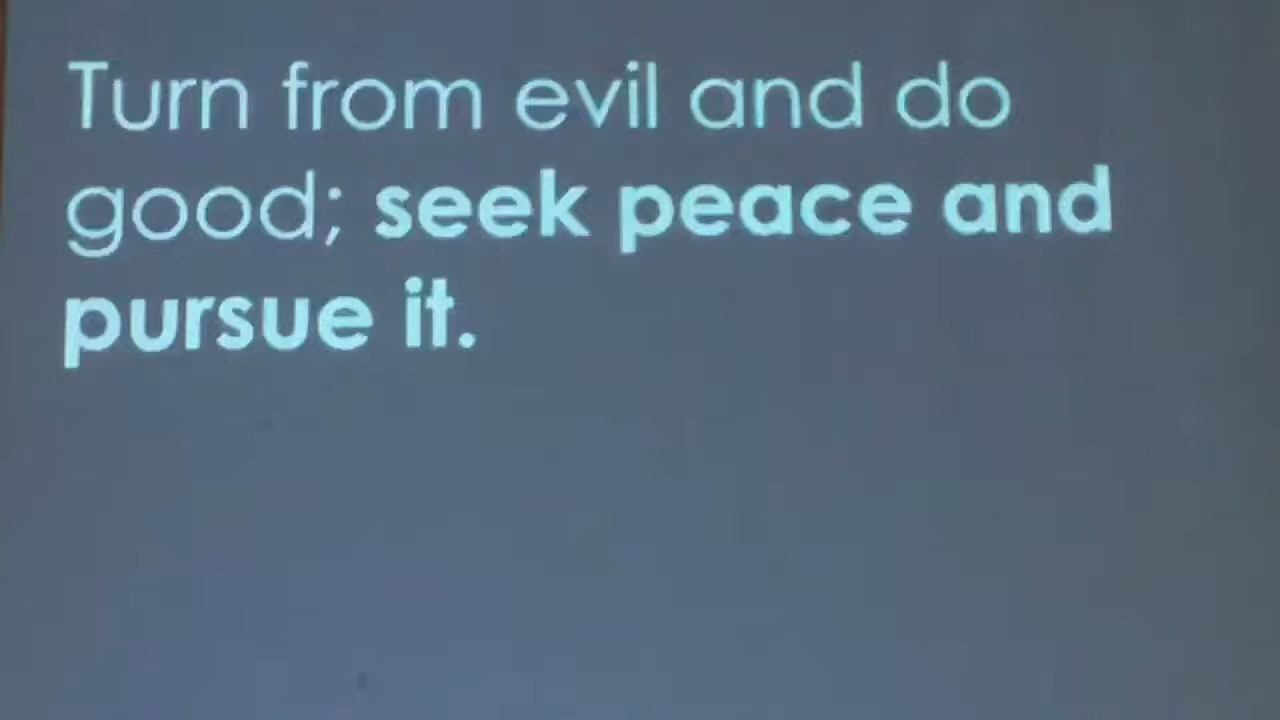 Turn from evil and do
good; seek peace and
pursue it.